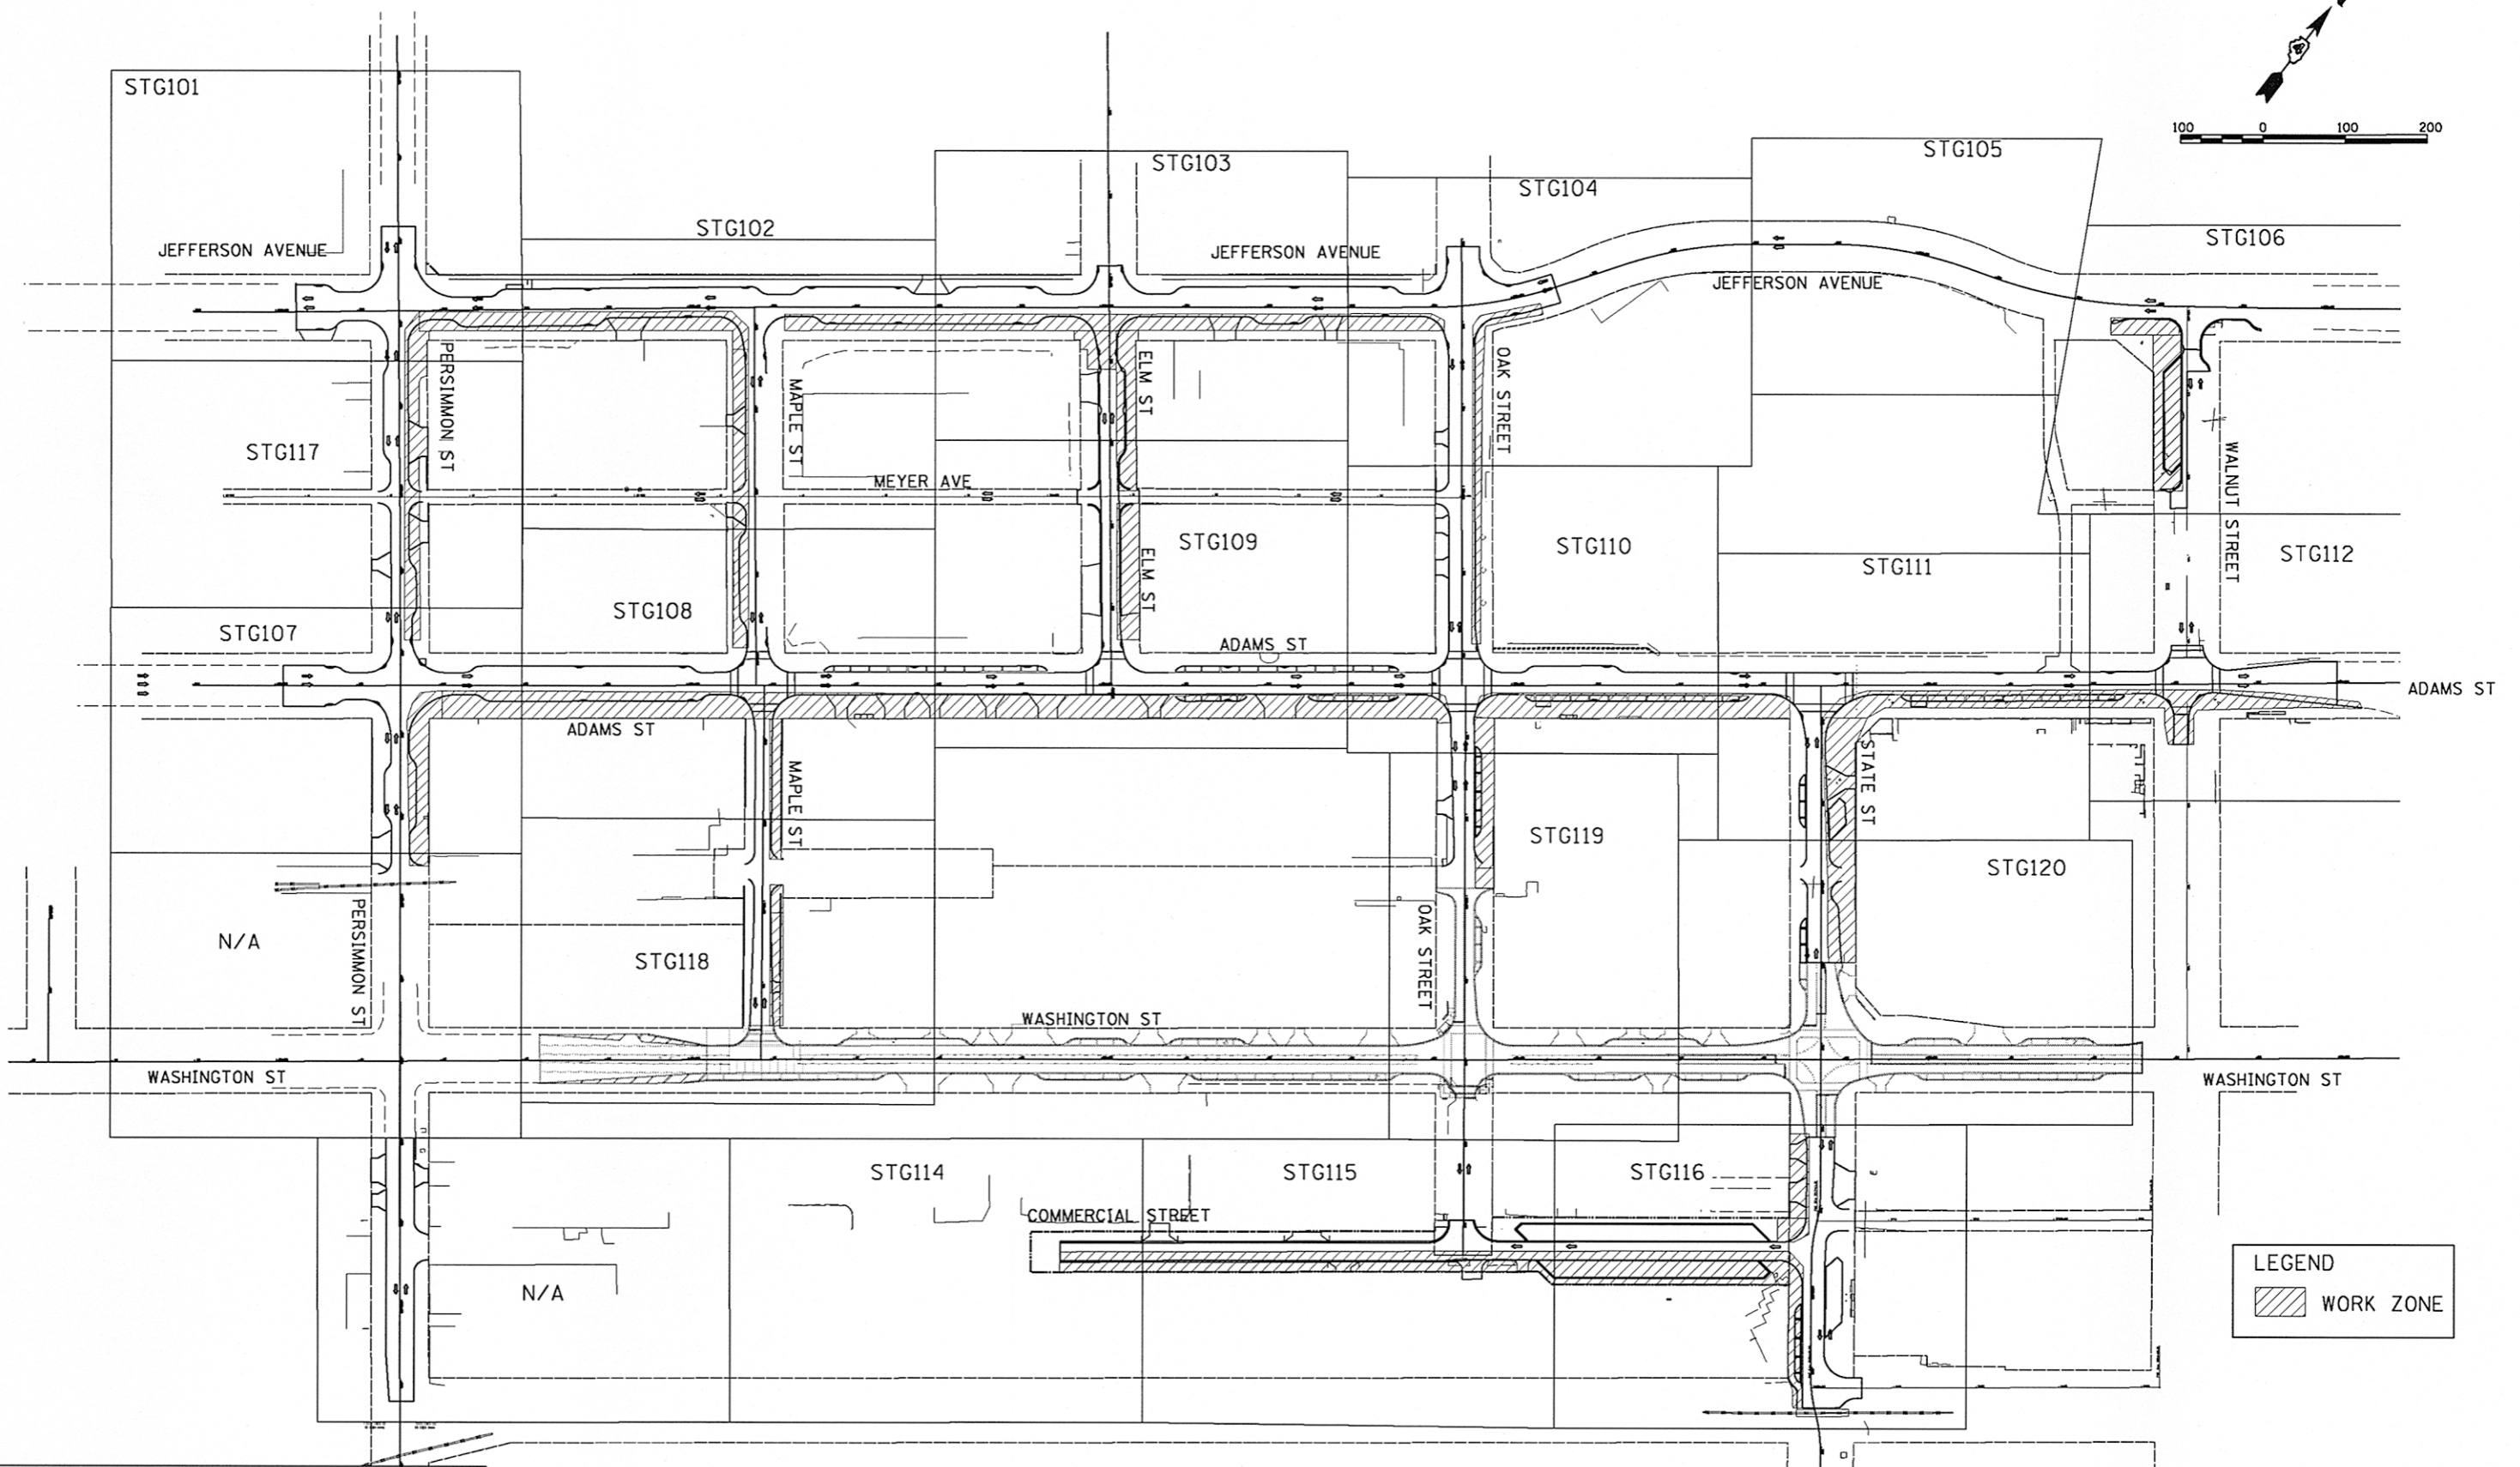 STG101
STG103
STG105
100 0 100 200
STG104
STG102
STG106
JEFFERSON AVENUE
JEFFERSON AVENUE
JEFFERSON AVENUE
PERSIMMON ST
MAPLE ST
ELM ST
OAK STREET
WALNUT STREET
STG117
MEYER AVE
STG109
STG110
STG111
STG112
ELM ST
STG108
STG107
ADAMS ST
ADAMS ST
ADAMS ST
MAPLE ST
STATE ST
STG119
STG120
PERSIMMON ST
OAK STREET
N/A
STG118
WASHINGTON ST
WASHINGTON ST
WASHINGTON ST
STG114
STG115
STG116
COMMERCIAL STREET
N/A
LEGEND
WORK ZONE